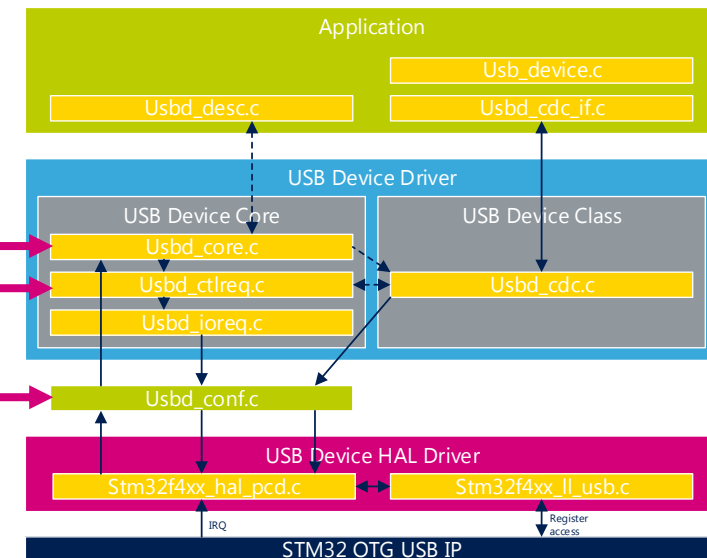 Application
Usb_device.c
Usbd_desc.c
Usbd_cdc_if.c
USB Device Driver
USB Device Core
USB Device Class
Usbd_core.c
Usbd_ctlreq.c
Usbd_cdc.c
Usbd_ioreq.c
Usbd_conf.c
USB Device HAL Driver
Stm32f4xx_hal_pcd.c
Stm32f4xx_ll_usb.c
IRQ
Register
access
STM32 OTG USB IP